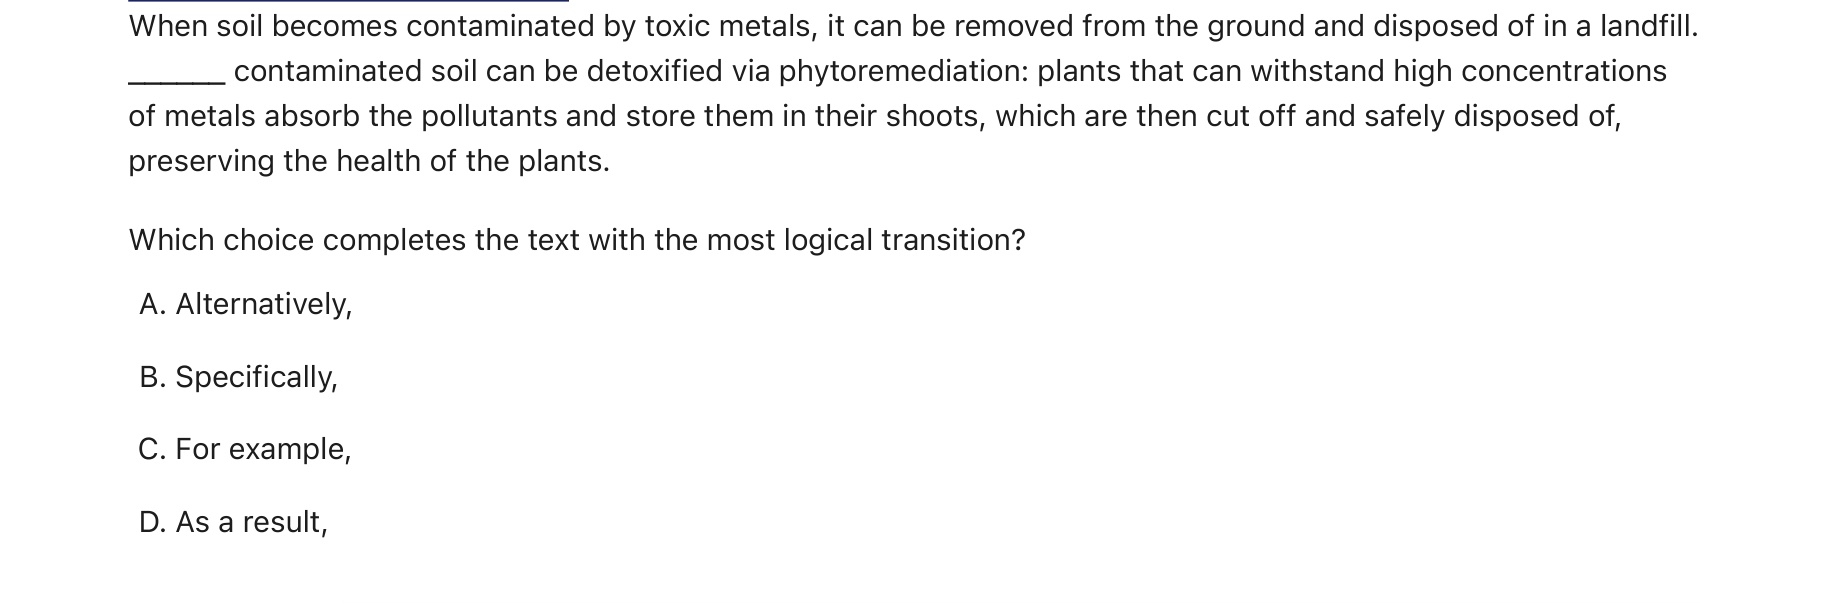 When soil becomes contaminated by toxic metals, it can be removed from the ground and disposed of in a landfill.
______ contaminated soil can be detoxified via phytoremediation: plants that can withstand high concentrations
of metals absorb the pollutants and store them in their shoots, which are then cut off and safely disposed of,
preserving the health of the plants.
Which choice completes the text with the most logical transition?
A. Alternatively,
B. Specifically,
C. For example,
D. As a result,